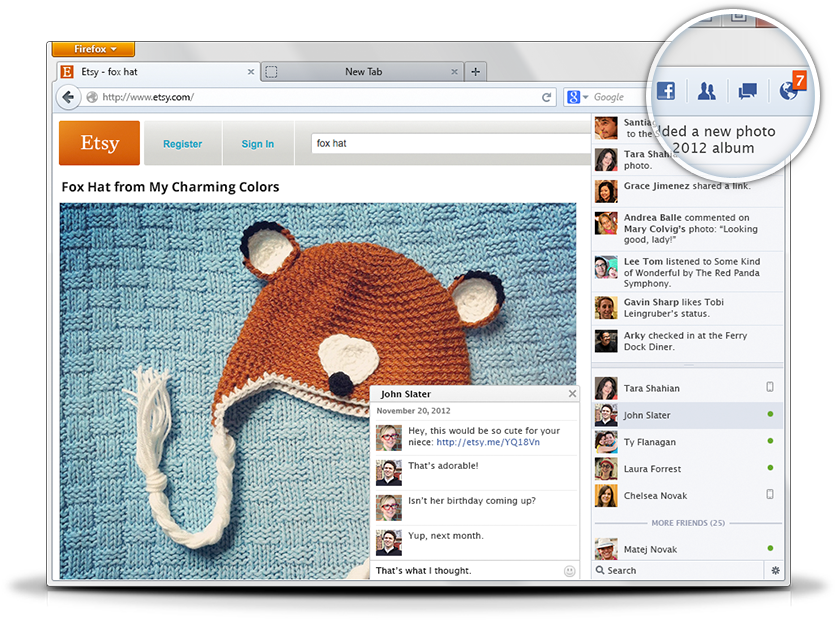 Firefox
Etsy - fox hat
New Tab
http://www.etsy.com/
Google
7
Etsy
Register
Sign In
fox hat
Fox Hat from My Charming Colors
to the
dded a new photo
2012 album
Tara
photo.
Grace Jimenez shared a link.
Andrea Balle commented on
Mary Colvig's photo: "Looking
good, lady!"
Lee Tom listened to Some Kind
of Wonderful by The Red Panda
Symphony.
Gavin Sharp likes Tobi
Leingruber's status.
Arky checked in at the Ferry
Dock Diner.
Tara Shahian
John Slater
Ty Flanagan
Laura Forrest
Chelsea Novak
MORE FRIENDS (25)
Matej Novak
Search
John Slater
November 20, 2012
Hey, this would be so cute for your
niece: http://etsy.me/YQ18Vn
That's adorable!
Isn't her birthday coming up?
Yup, next month.
That's what I thought.